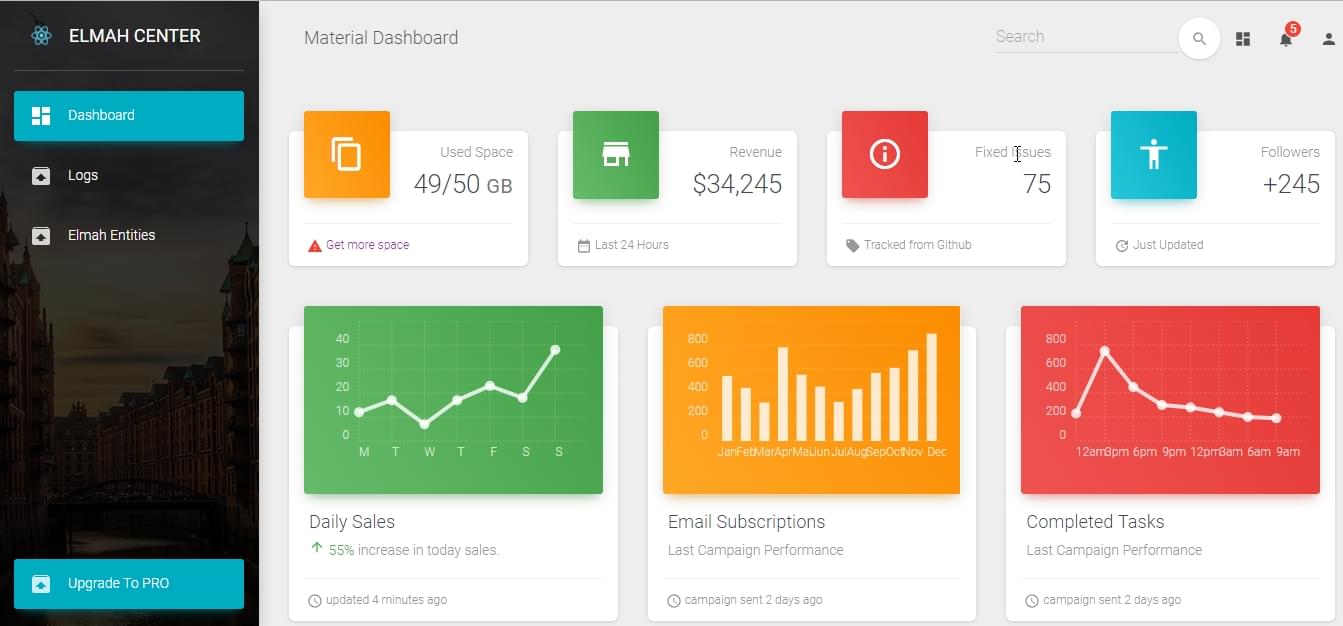 ELMAH CENTER
Dashboard
Logs
Elmah Entities
Upgrade To PRO
Material Dashboard
Search
5
Used Space
49/50 GB
Get more space
Revenue
$34,245
Last 24 Hours
Fixed Issues
75
Tracked from Github
Followers
+245
Just Updated
40
30
20
10
0
M T W T F S S
Daily Sales
55% increase in today sales.
updated 4 minutes ago
800
600
400
200
0
Jan Feb Mar Apr Mai Jun Jul Aug Sep Oct Nov Dec
Email Subscriptions
Last Campaign Performance
campaign sent 2 days ago
800
600
400
200
0
12am 3pm 6pm 9pm 12pm 3am 6am 9am
Completed Tasks
Last Campaign Performance
campaign sent 2 days ago